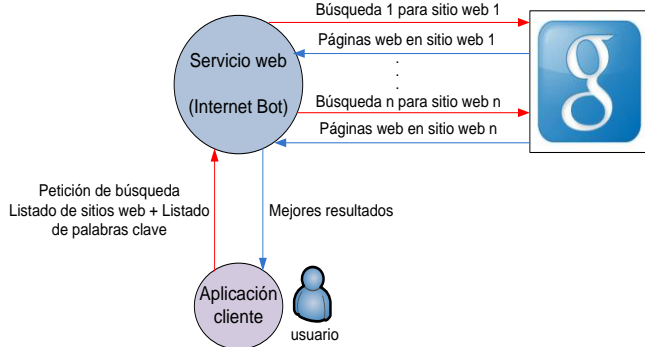 Búsqueda 1 para sitio web 1
Páginas web en sitio web 1
Servicio web
(Internet Bot)
.
.
.
Búsqueda n para sitio web n
Páginas web en sitio web n
g
Petición de búsqueda
Listado de sitios web + Listado
de palabras clave
Mejores resultados
Aplicación
cliente
usuario